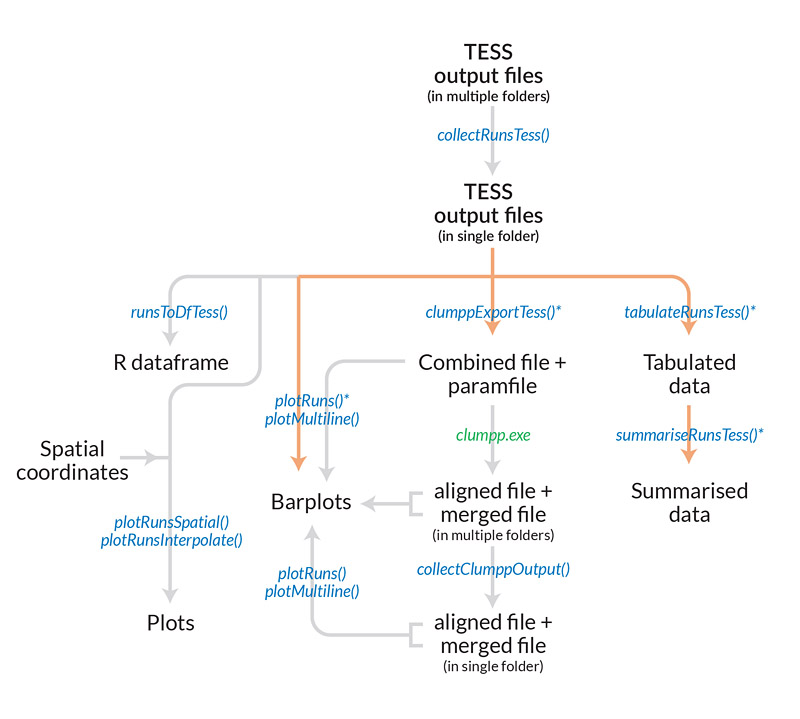 TESS
output files
(in multiple folders)
collectRunsTess()
TESS
output files
(in single folder)
runsToDfTess()
clumppExportTess()*
tabulateRunsTess()*
R dataframe
Combined file +
paramfile
Tabulated
data
plotRuns()*
plotMultiline()
clumpp.exe
summariseRunsTess()*
Spatial
coordinates
Barplots
aligned file +
merged file
(in multiple folders)
Summarised
data
plotRunsSpatial()
plotRunsInterpolate()
plotRuns()
plotMultiline()
collectClumppOutput()
Plots
aligned file +
merged file
(in single folder)